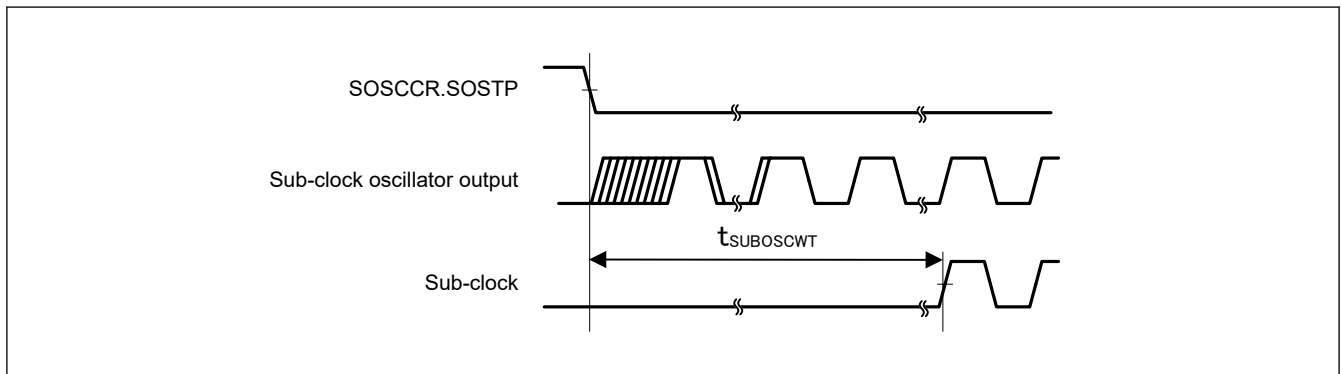 SOSCCR.SOSTP
Sub-clock oscillator output
tSUBOSCWT
Sub-clock